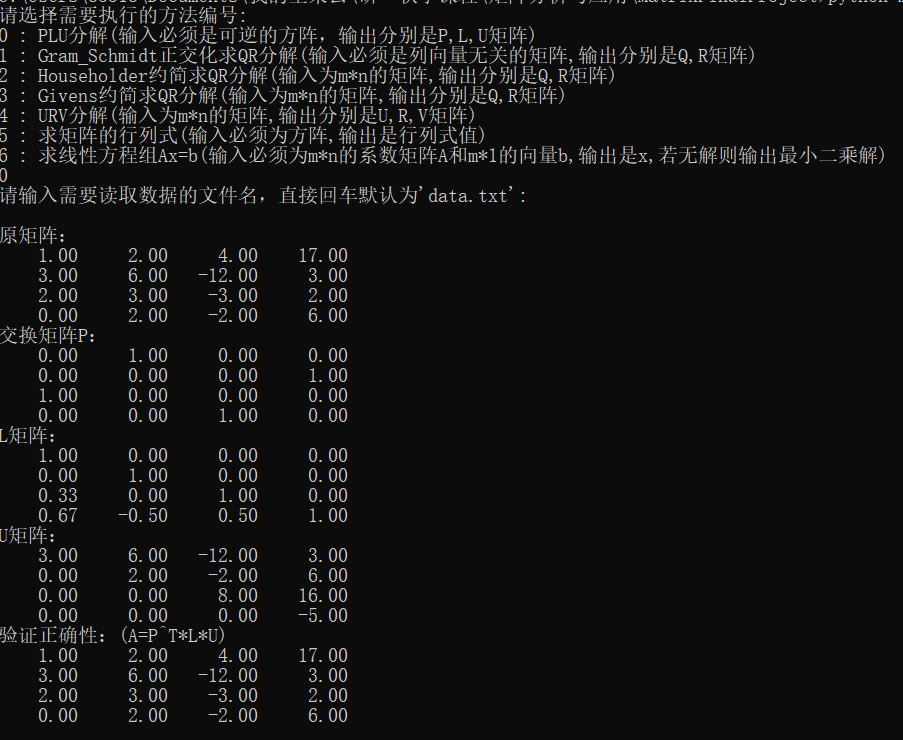 请选择需要执行的方法编号:
0 : PLU分解(输入必须是可逆的方阵，输出分别是P,L,U矩阵)
1 : Gram_Schmidt正交化求QR分解(输入必须是列向量无关的矩阵,输出分别是Q,R矩阵)
2 : Householder约简求QR分解(输入为m*n的矩阵,输出分别是Q,R矩阵)
3 : Givens约简求QR分解(输入为m*n的矩阵,输出分别是Q,R矩阵)
4 : URV分解(输入为m*n的矩阵,输出分别是U,R,V矩阵)
5 : 求矩阵的行列式(输入必须为方阵,输出是行列式值)
6 : 求线性方程组Ax=b(输入必须为m*n的系数矩阵A和m*1的向量b,输出是x,若无解则输出最小二乘解)
0
请输入需要读取数据的文件名，直接回车默认为'data.txt':
原矩阵：
1.00 2.00 4.00 17.00
3.00 6.00 -12.00 3.00
2.00 3.00 -3.00 2.00
0.00 2.00 -2.00 6.00
交换矩阵P：
0.00 1.00 0.00 0.00
0.00 0.00 0.00 1.00
1.00 0.00 0.00 0.00
0.00 0.00 1.00 0.00
L矩阵：
1.00 0.00 0.00 0.00
0.00 1.00 0.00 0.00
0.33 0.00 1.00 0.00
0.67 -0.50 0.50 1.00
U矩阵：
3.00 6.00 -12.00 3.00
0.00 2.00 -2.00 6.00
0.00 0.00 8.00 16.00
0.00 0.00 0.00 -5.00
验证正确性：(A=P^T*L*U)
1.00 2.00 4.00 17.00
3.00 6.00 -12.00 3.00
2.00 3.00 -3.00 2.00
0.00 2.00 -2.00 6.00